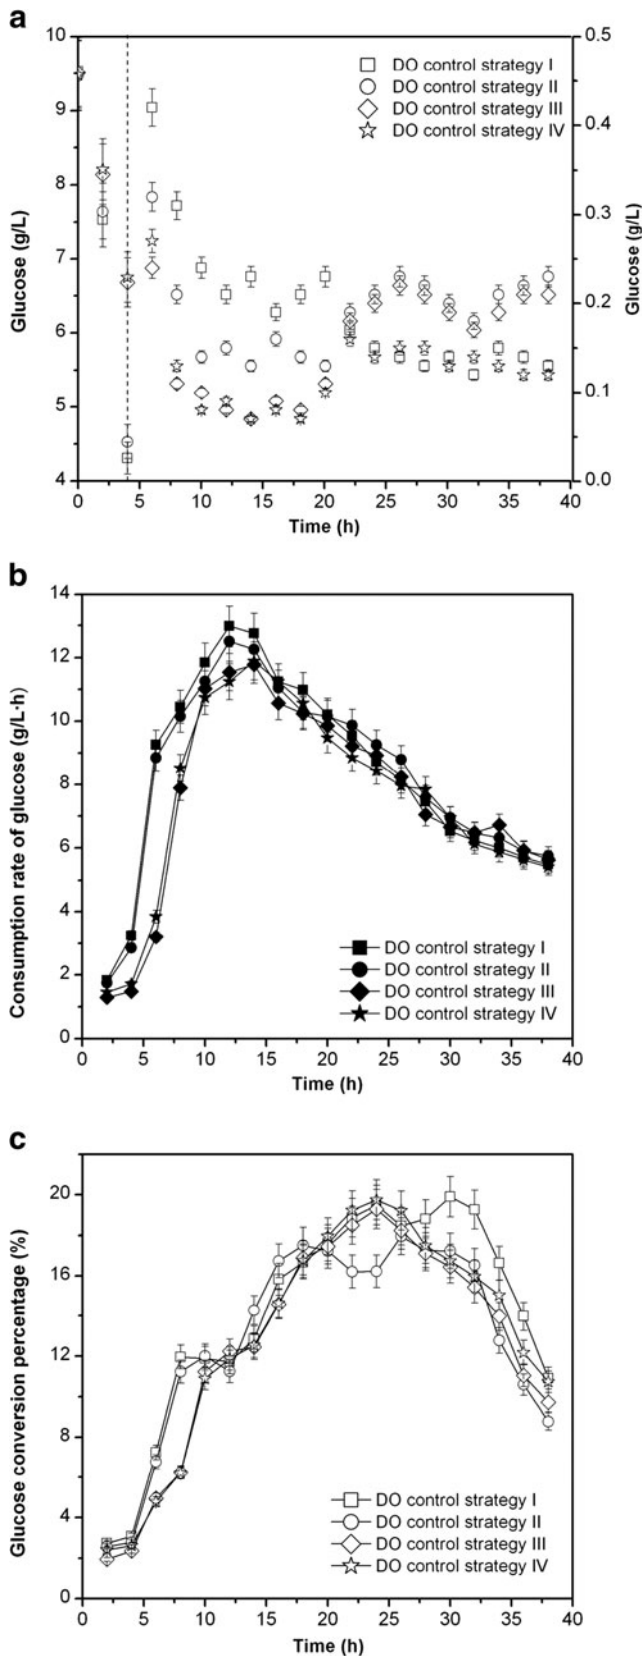 a
10
9
8
7
6
5
4
Glucose (g/L)
0.5
0.4
0.3
0.2
0.1
0.0
Glucose (g/L)
DO control strategy I
DO control strategy II
DO control strategy III
DO control strategy IV
0 5 10 15 20 25 30 35 40
Time (h)
b
14
12
10
8
6
4
2
0
Consumption rate of glucose (g/L·h)
DO control strategy I
DO control strategy II
DO control strategy III
DO control strategy IV
0 5 10 15 20 25 30 35 40
Time (h)
c
20
16
12
8
4
0
Glucose conversion percentage (%)
DO control strategy I
DO control strategy II
DO control strategy III
DO control strategy IV
0 5 10 15 20 25 30 35 40
Time (h)